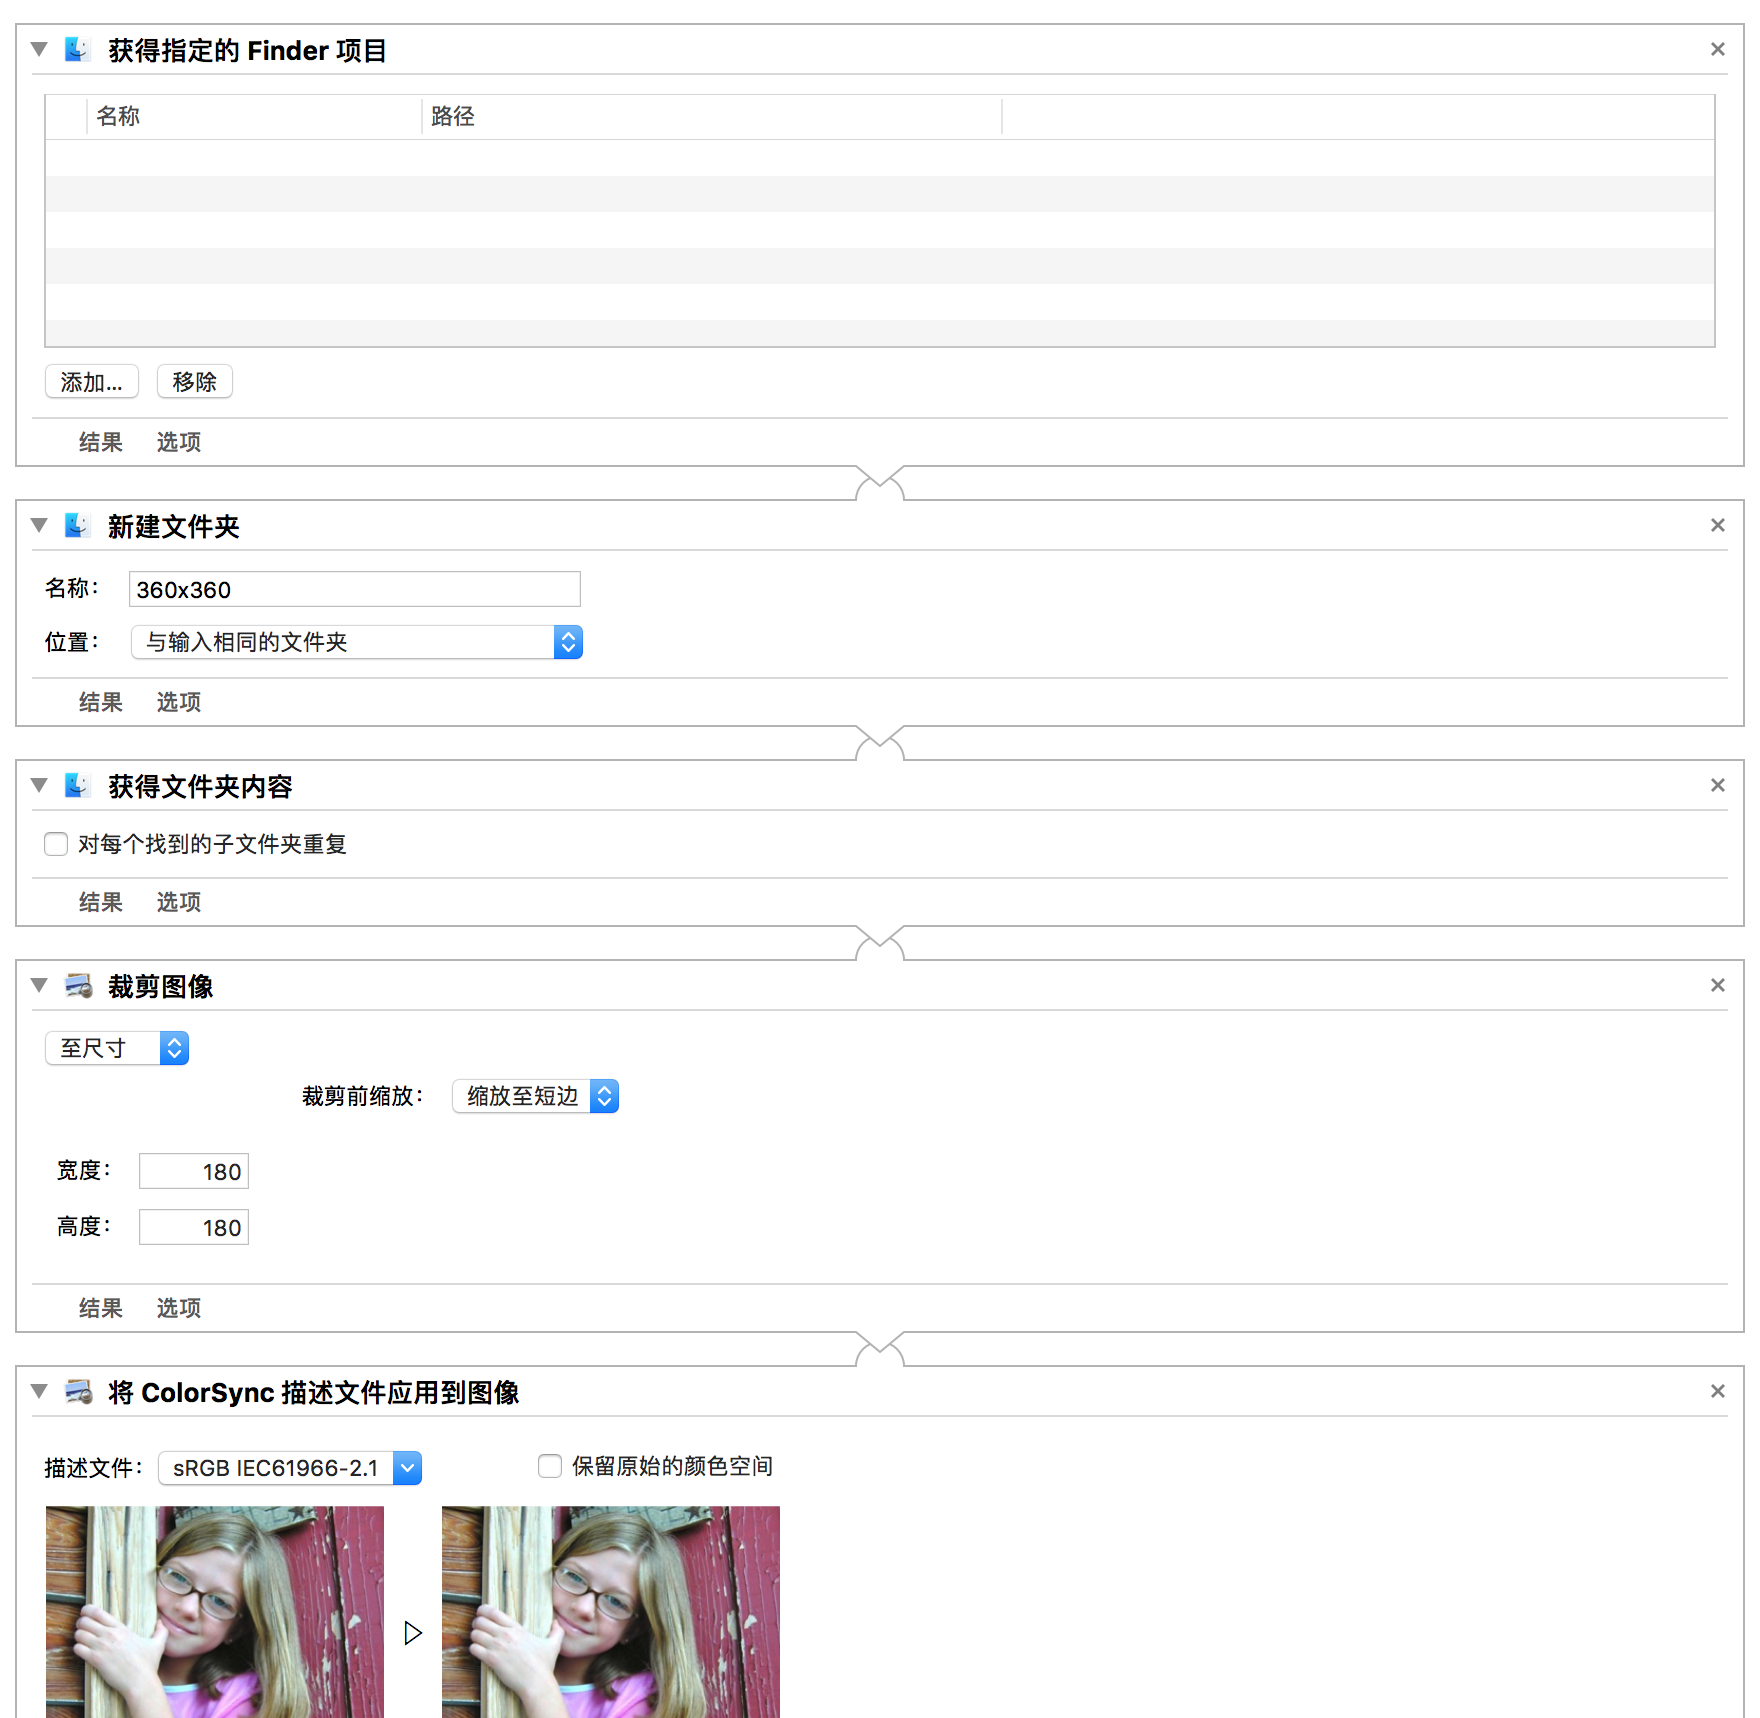 获得指定的 Finder 项目
名称 路径
添加... 移除
结果 选项
新建文件夹
名称： 360x360
位置： 与输入相同的文件夹
结果 选项
获得文件夹内容
对每个找到的子文件夹重复
结果 选项
裁剪图像
至尺寸
裁剪前缩放： 缩放至短边
宽度： 180
高度： 180
结果 选项
将 ColorSync 描述文件应用到图像
描述文件： sRGB IEC61966-2.1 保留原始的颜色空间